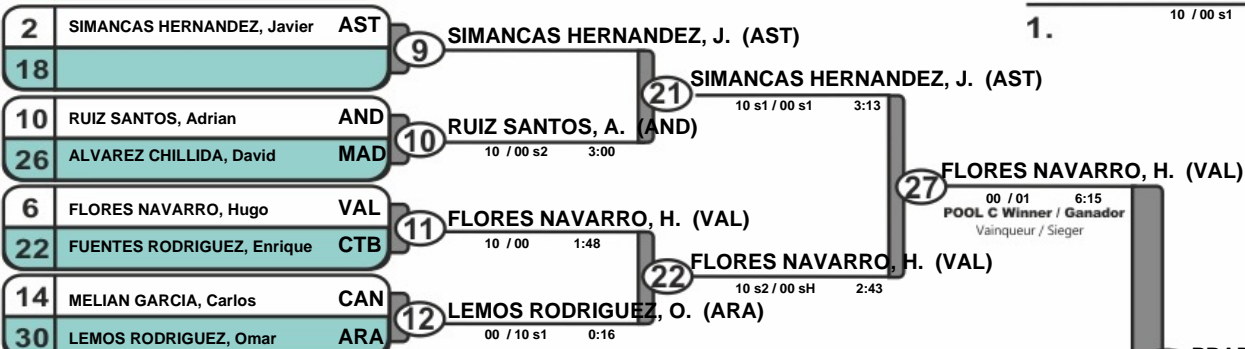 2 SIMANCAS HERNANDEZ, Javier AST
18
9 SIMANCAS HERNANDEZ, J. (AST)
10 RUIZ SANTOS, Adrian AND
26 ALVAREZ CHILLIDA, David MAD
10 RUIZ SANTOS, A. (AND)
10 / 00 s2 3:00
21 SIMANCAS HERNANDEZ, J. (AST)
10 s1 / 00 s1 3:13
6 FLORES NAVARRO, Hugo VAL
22 FUENTES RODRIGUEZ, Enrique CTB
11 FLORES NAVARRO, H. (VAL)
10 / 00 1:48
14 MELIAN GARCIA, Carlos CAN
30 LEMOS RODRIGUEZ, Omar ARA
12 LEMOS RODRIGUEZ, O. (ARA)
00 / 10 s1 0:16
22 FLORES NAVARRO, H. (VAL)
10 s2 / 00 sH 2:43
27 FLORES NAVARRO, H. (VAL)
00 / 01 6:15
POOL C Winner / Ganador
Vainqueur / Sieger
10 / 00 s1
1.